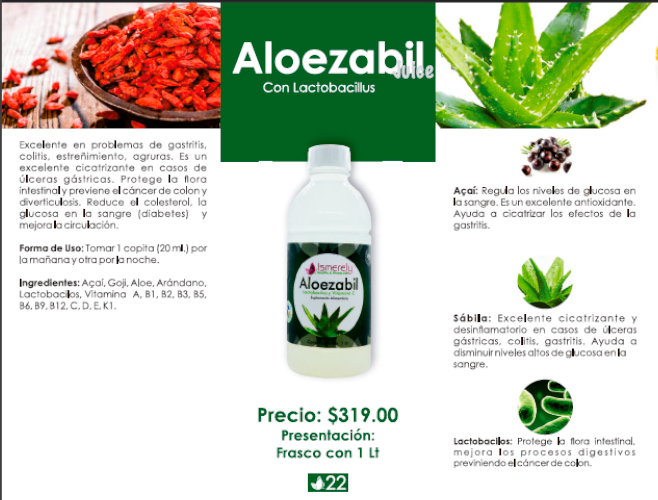 Aloezabil
Juice
Con Lactobacillus
Excelente en problemas de gastritis,
colitis, estreñimiento, agruras. Es un
excelente cicatrizante en casos de
úlceras gástricas. Protege la flora
intestinal y previene el cáncer de colon y
diverticulosis. Reduce el colesterol, la
glucosa en la sangre (diabetes) y
mejora la circulación.
Forma de Uso: Tomar 1 copita (20 ml.) por
la mañana y otra por la noche.
Ingredientes: Açaí, Goji, Aloe, Arándano,
Lactobacilos, Vitamina A, B1, B2, B3, B5,
B6, B9, B12, C, D, E, K1.
Ismerely
Aloezabil
Suplemento Alimenticio
Precio: $319.00
Presentación:
Frasco con 1 Lt
22
Açaí: Regula los niveles de glucosa en
la sangre. Es un excelente antioxidante.
Ayuda a cicatrizar los efectos de la
gastritis.
Sábila: Excelente cicatrizante y
desinflamatorio en casos de úlceras
gástricas, colitis, gastritis. Ayuda a
disminuir niveles altos de glucosa en la
sangre.
Lactobacilos: Protege la flora intestinal,
mejora los procesos digestivos
previniendo el cáncer de colon.